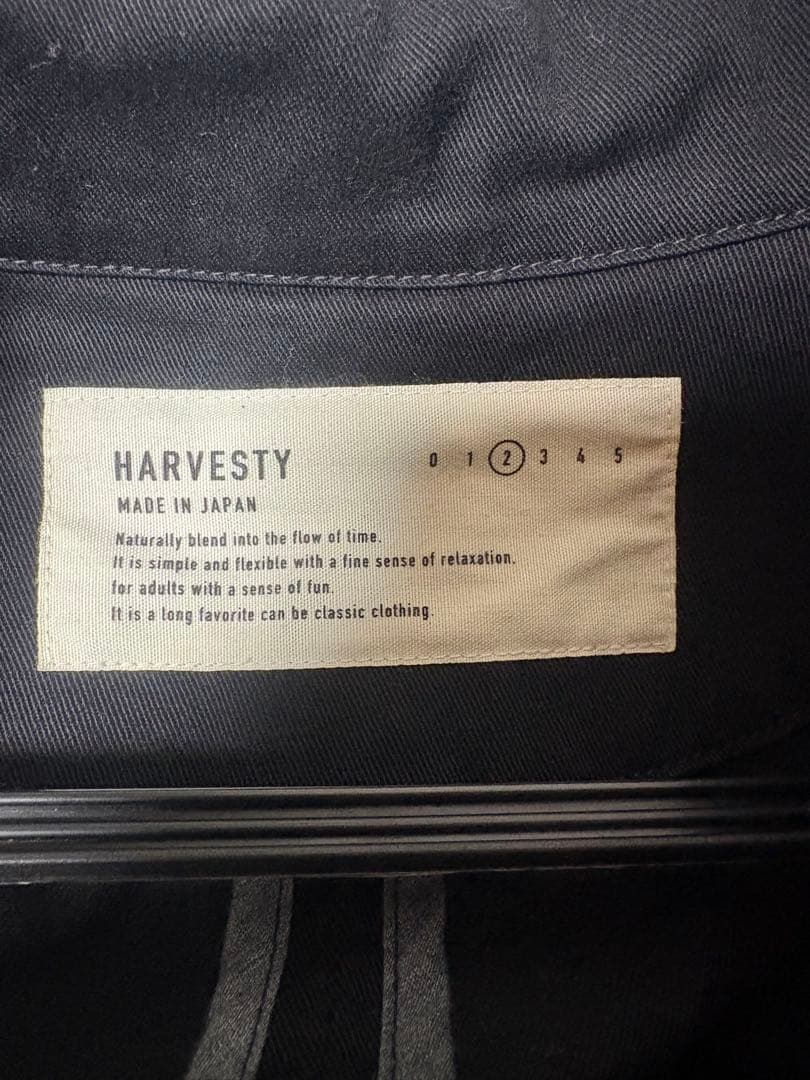 HARVESTY 0 1 2 3 4 5
MADE IN JAPAN
Naturally blend into the flow of time.
It is simple and flexible with a fine sense of relaxation.
for adults with a sense of fun.
It is a long favorite can be classic clothing.